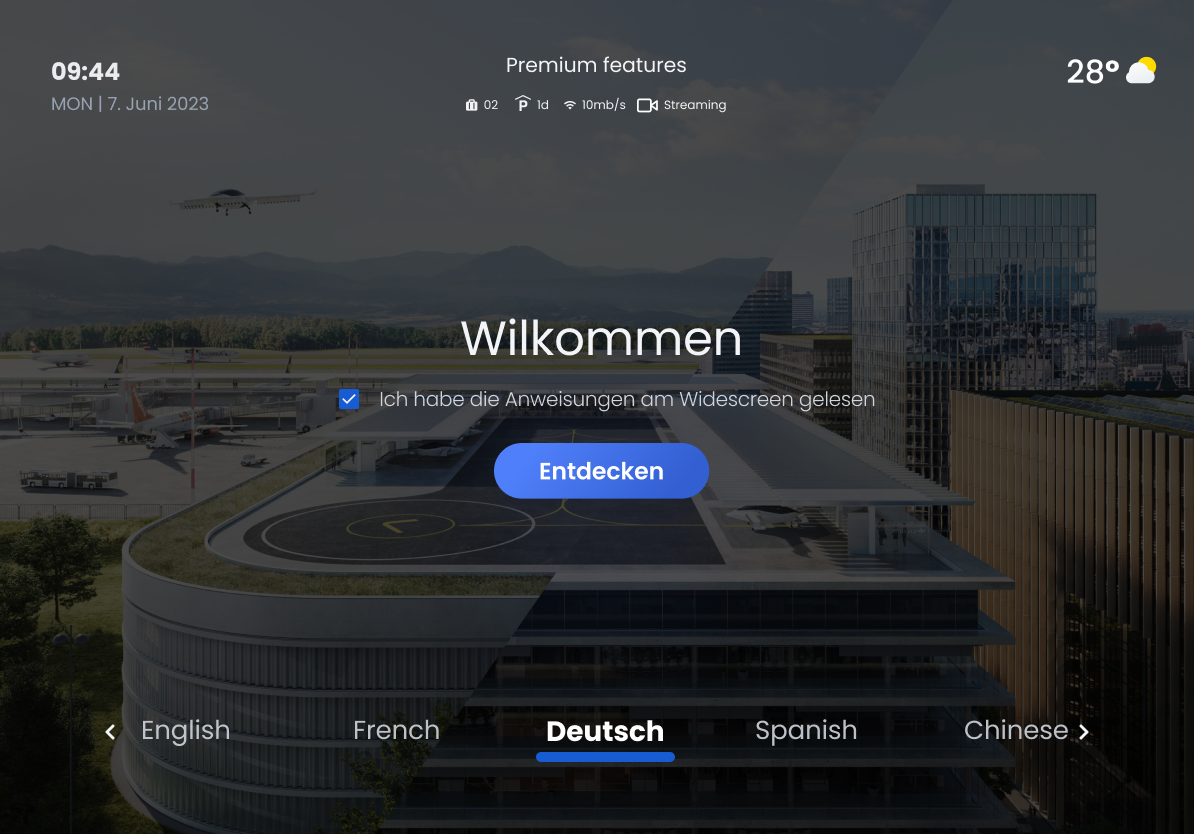 09:44
MON | 7. Juni 2023
Premium features
02 P 1d 10mb/s Streaming
28°
Wilkommen
Ich habe die Anweisungen am Widescreen gelesen
Entdecken
English French Deutsch Spanish Chinese